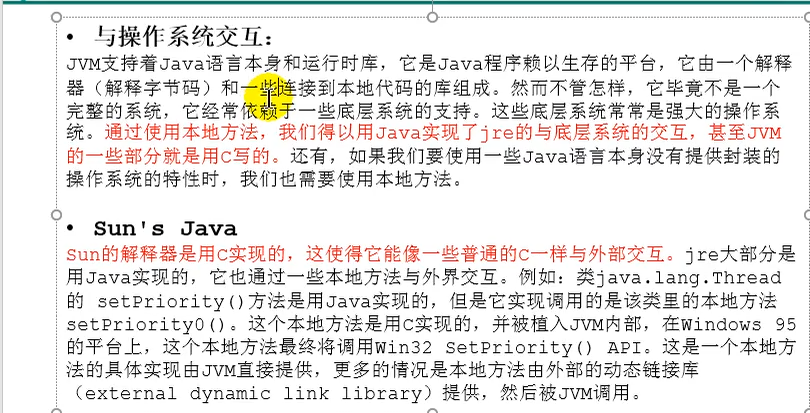 • 与操作系统交互：
JVM支持着Java语言本身和运行时库，它是Java程序赖以生存的平台，它由一个解释
器（解释字节码）和一些连接到本地代码的库组成。然而不管怎样，它毕竟不是一个
完整的系统，它经常依赖于一些底层系统的支持。这些底层系统常常是强大的操作系
统。通过使用本地方法，我们得以用Java实现了jre的与底层系统的交互，甚至JVM
的一些部分就是用C写的。还有，如果我们要使用一些Java语言本身没有提供封装的
操作系统的特性时，我们也需要使用本地方法。
• Sun's Java
Sun的解释器是用C实现的，这使得它能像一些普通的C一样与外部交互。jre大部分是
用Java实现的，它也通过一些本地方法与外界交互。例如：类java.lang.Thread
的 setPriority()方法是用Java实现的，但是它实现调用的是该类里的本地方法
setPriority0()。这个本地方法是用C实现的，并被植入JVM内部，在Windows 95
的平台上，这个本地方法最终将调用Win32 SetPriority() API。这是一个本地方
法的具体实现由JVM直接提供，更多的情况是本地方法由外部的动态链接库
（external dynamic link library）提供，然后被JVM调用。